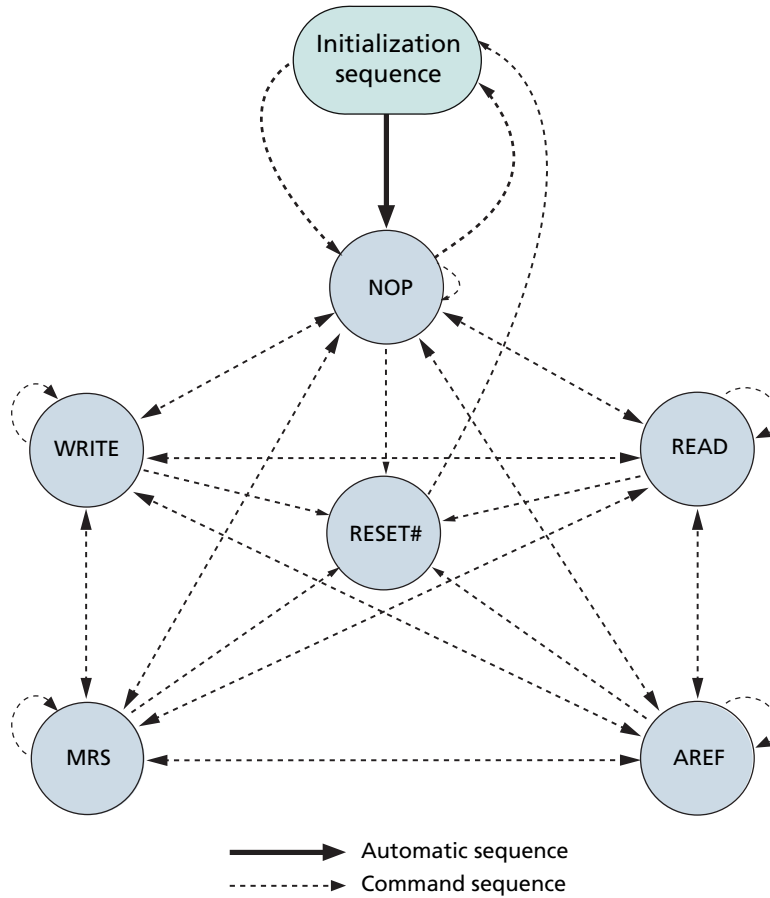 Initialization
sequence
NOP
WRITE
READ
RESET#
MRS
AREF
Automatic sequence
Command sequence